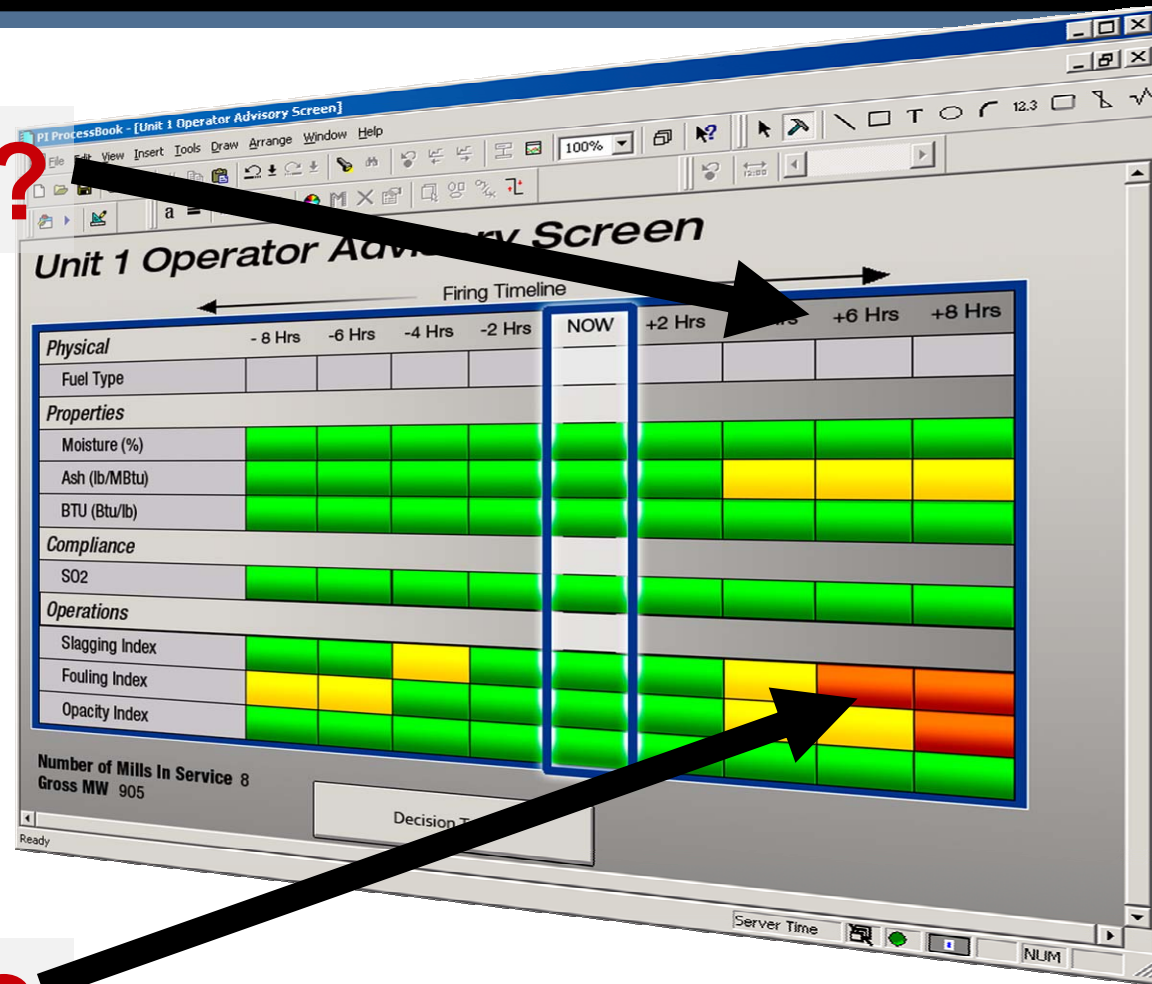 ?
PI ProcessBook - [Unit 1 Operator Advisory Screen]
File Edit View Insert Tools Draw Arrange Window Help
100%
T
12.3
12:00
a
M
Unit 1 Operator Screen
Firing Timeline
Physical - 8 Hrs -6 Hrs -4 Hrs -2 Hrs NOW +2 Hrs +6 Hrs +8 Hrs
Fuel Type
Properties
Moisture (%)
Ash (lb/MBtu)
BTU (Btu/lb)
Compliance
SO2
Operations
Slagging Index
Fouling Index
Opacity Index
Number of Mills In Service 8
Gross MW 905
Decision
Ready
Server Time
NUM